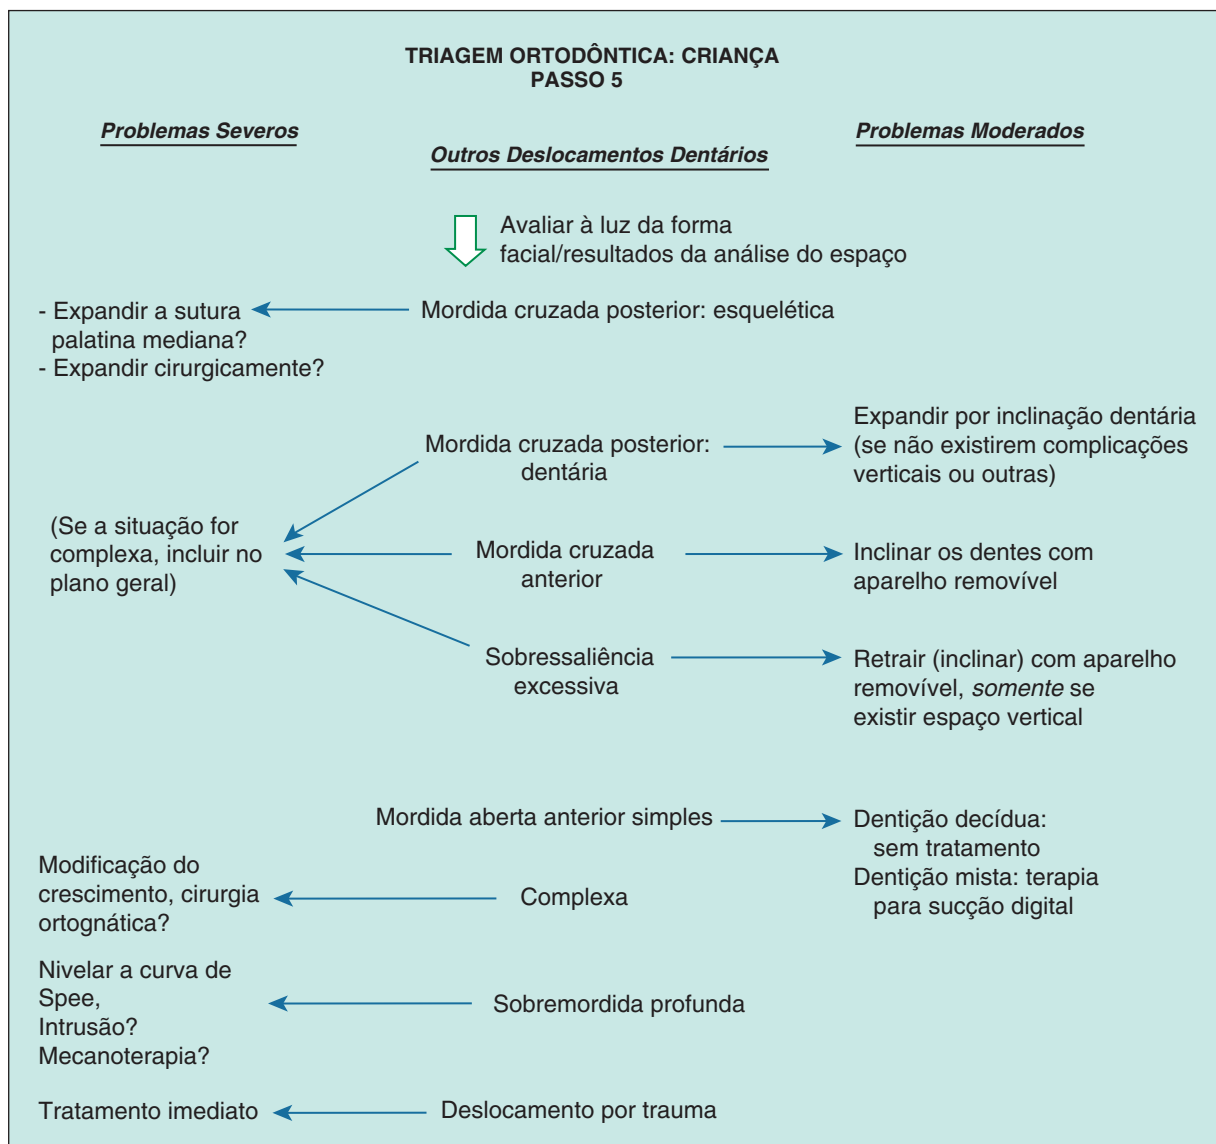 TRIAGEM ORTODÔNTICA: CRIANÇA
PASSO 5
Problemas Severos
Outros Deslocamentos Dentários
Problemas Moderados
Avaliar à luz da forma
facial/resultados da análise do espaço
- Expandir a sutura
palatina mediana?
- Expandir cirurgicamente?
Mordida cruzada posterior: esquelética
Mordida cruzada posterior:
dentária
Expandir por inclinação dentária
(se não existirem complicações
verticais ou outras)
(Se a situação for
complexa, incluir no
plano geral)
Mordida cruzada
anterior
Inclinar os dentes com
aparelho removível
Sobressaliência
excessiva
Retrair (inclinar) com aparelho
removível, somente se
existir espaço vertical
Mordida aberta anterior simples
Dentição decídua:
sem tratamento
Dentição mista: terapia
para sucção digital
Modificação do
crescimento, cirurgia
ortognática?
Complexa
Nivelar a curva de
Spee,
Intrusão?
Mecanoterapia?
Sobremordida profunda
Tratamento imediato
Deslocamento por trauma